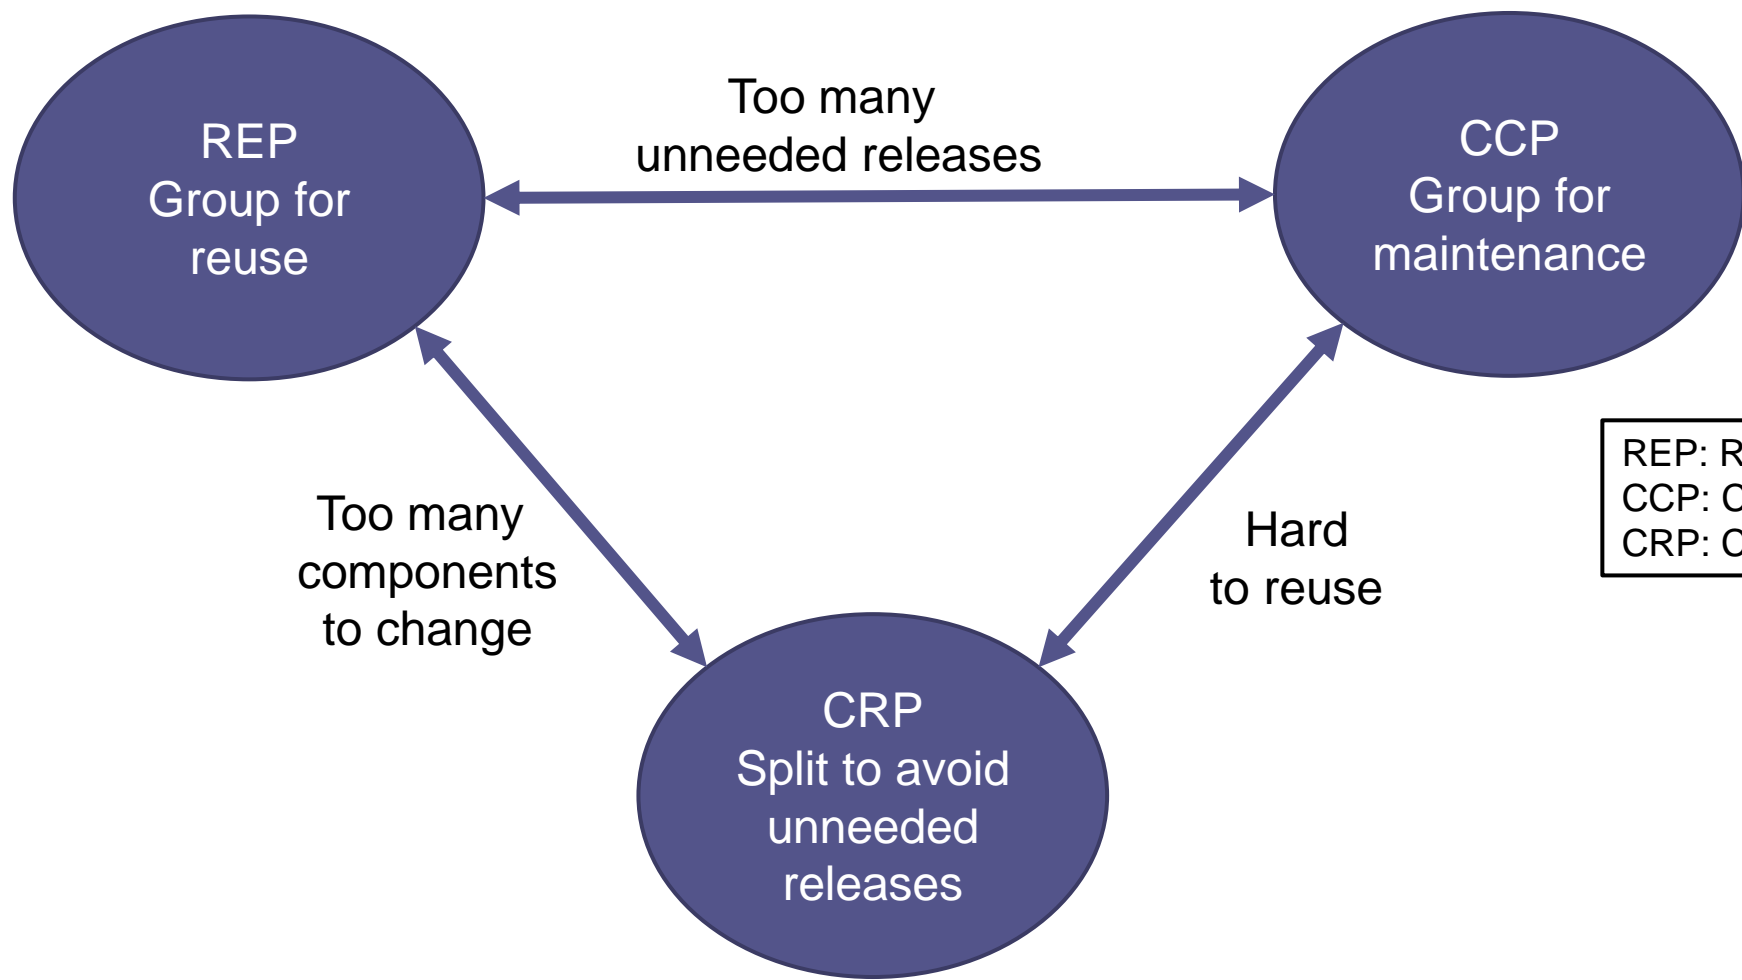 REP
Group for
reuse
Too many
unneeded releases
CCP
Group for
maintenance
REP: R
CCP: C
CRP: C
Too many
components
to change
Hard
to reuse
CRP
Split to avoid
unneeded
releases